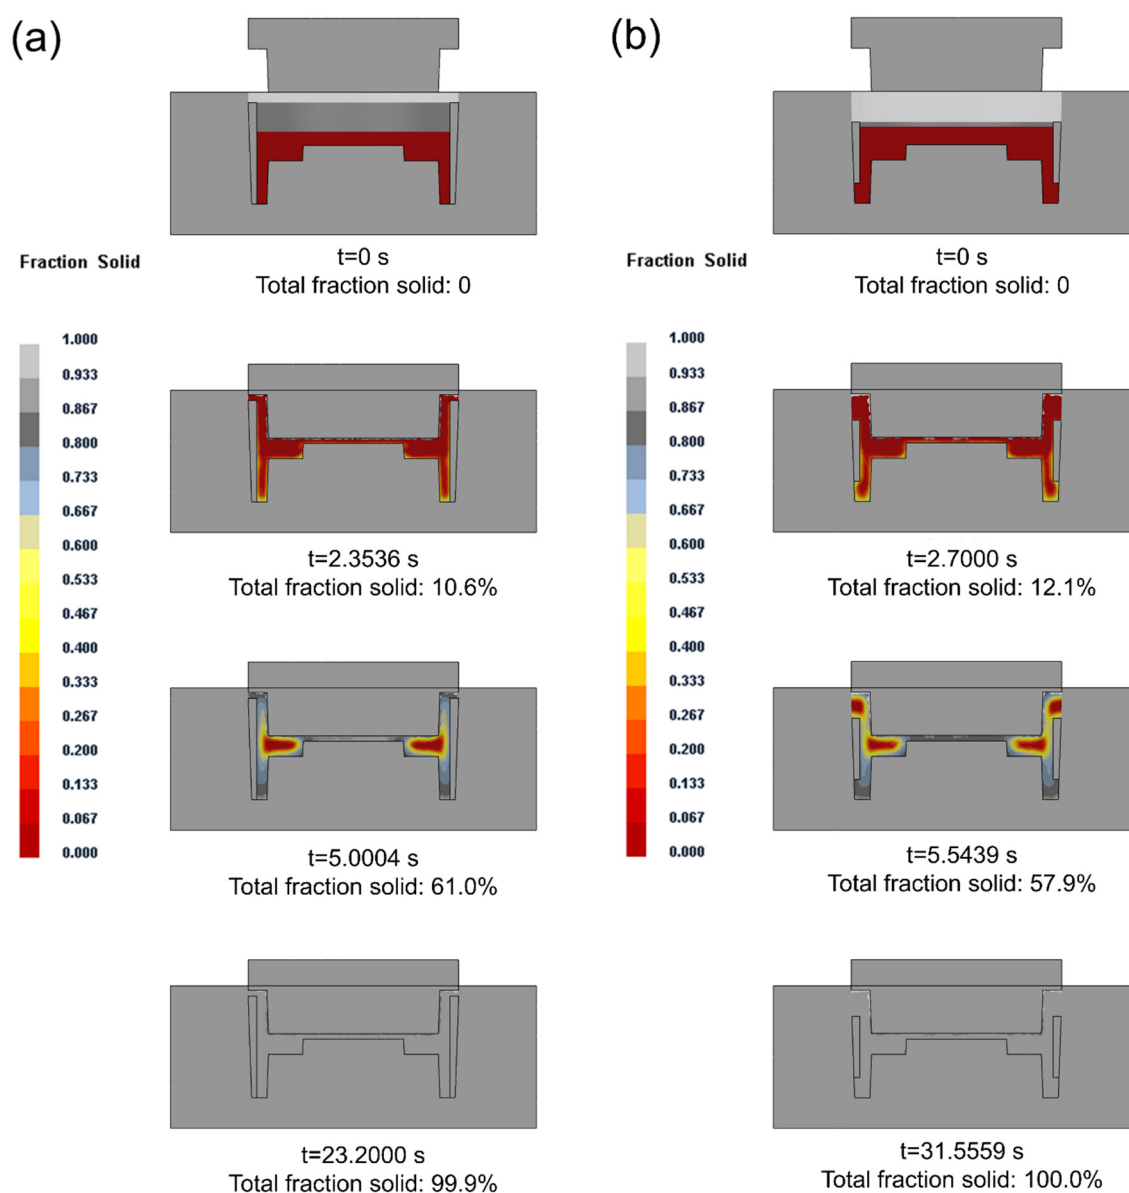 (a)
t=0 s
Total fraction solid: 0
Fraction Solid
1.000
0.933
0.867
0.800
0.733
0.667
0.600
0.533
0.467
0.400
0.333
0.267
0.200
0.133
0.067
0.000
t=2.3536 s
Total fraction solid: 10.6%
t=5.0004 s
Total fraction solid: 61.0%
t=23.2000 s
Total fraction solid: 99.9%
(b)
t=0 s
Total fraction solid: 0
Fraction Solid
1.000
0.933
0.867
0.800
0.733
0.667
0.600
0.533
0.467
0.400
0.333
0.267
0.200
0.133
0.067
0.000
t=2.7000 s
Total fraction solid: 12.1%
t=5.5439 s
Total fraction solid: 57.9%
t=31.5559 s
Total fraction solid: 100.0%